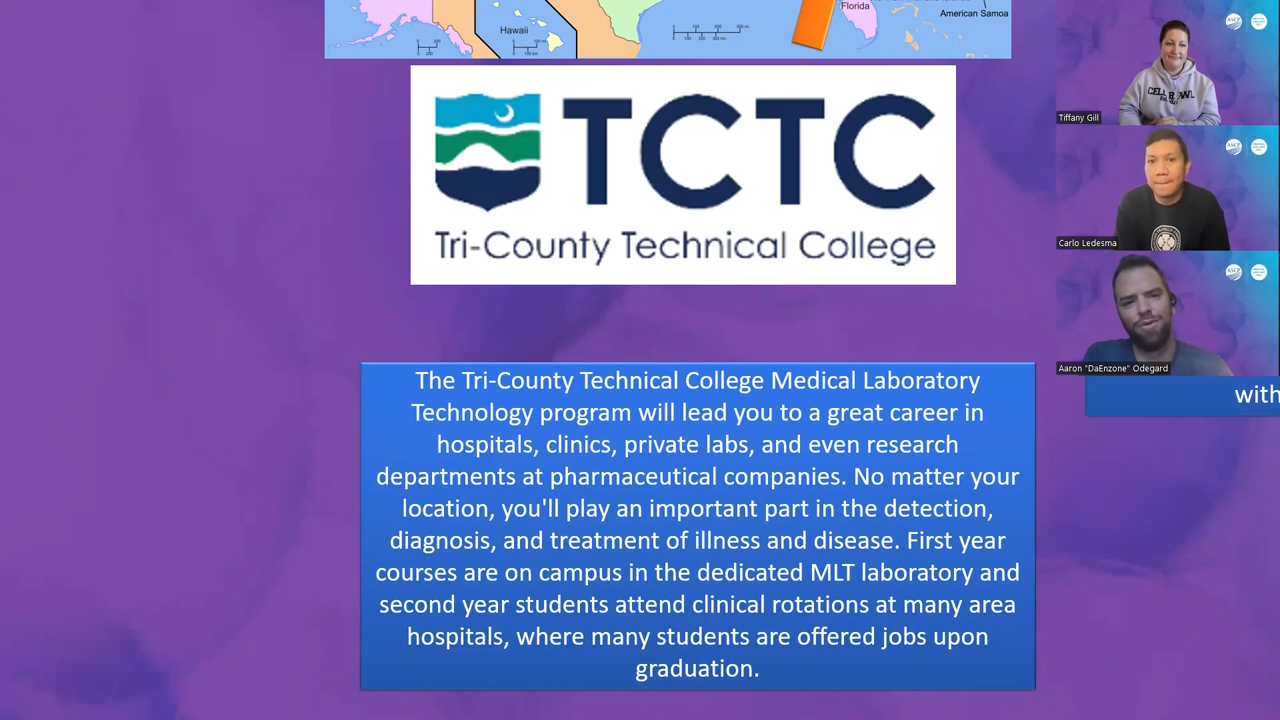 Hawaii
Florida
American Samoa
TCTC
Tri-County Technical College
The Tri-County Technical College Medical Laboratory
Technology program will lead you to a great career in
hospitals, clinics, private labs, and even research
departments at pharmaceutical companies. No matter your
location, you'll play an important part in the detection,
diagnosis, and treatment of illness and disease. First year
courses are on campus in the dedicated MLT laboratory and
second year students attend clinical rotations at many area
hospitals, where many students are offered jobs upon
graduation.
ASCP
Tiffany Gill
ASCP
Carlo Ledesma
ASCP
Aaron "DaEnzone" Odegard
with